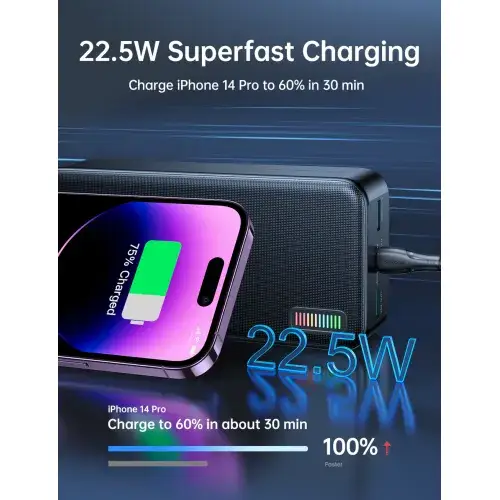 22.5W Superfast Charging
Charge iPhone 14 Pro to 60% in 30 min
75% Charged
22.5W
iPhone 14 Pro
Charge to 60% in about 30 min
100% ↑
Faster